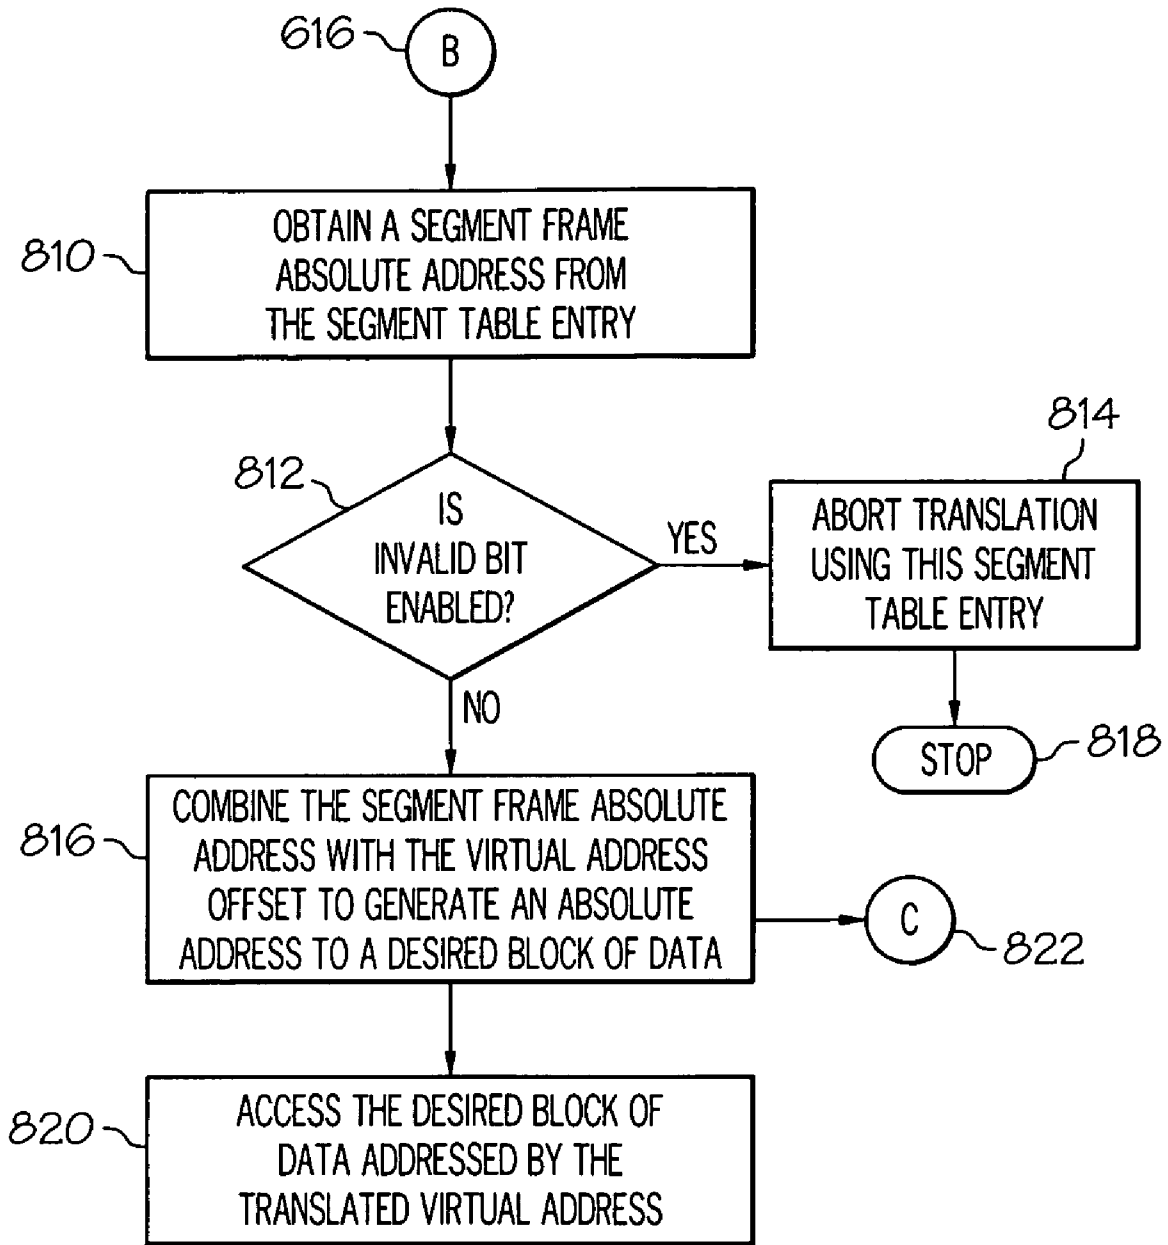 616
B
810
OBTAIN A SEGMENT FRAME
ABSOLUTE ADDRESS FROM
THE SEGMENT TABLE ENTRY
812
IS
INVALID BIT
ENABLED?
YES
814
ABORT TRANSLATION
USING THIS SEGMENT
TABLE ENTRY
NO
STOP
818
816
COMBINE THE SEGMENT FRAME ABSOLUTE
ADDRESS WITH THE VIRTUAL ADDRESS
OFFSET TO GENERATE AN ABSOLUTE
ADDRESS TO A DESIRED BLOCK OF DATA
C
822
820
ACCESS THE DESIRED BLOCK OF
DATA ADDRESSED BY THE
TRANSLATED VIRTUAL ADDRESS